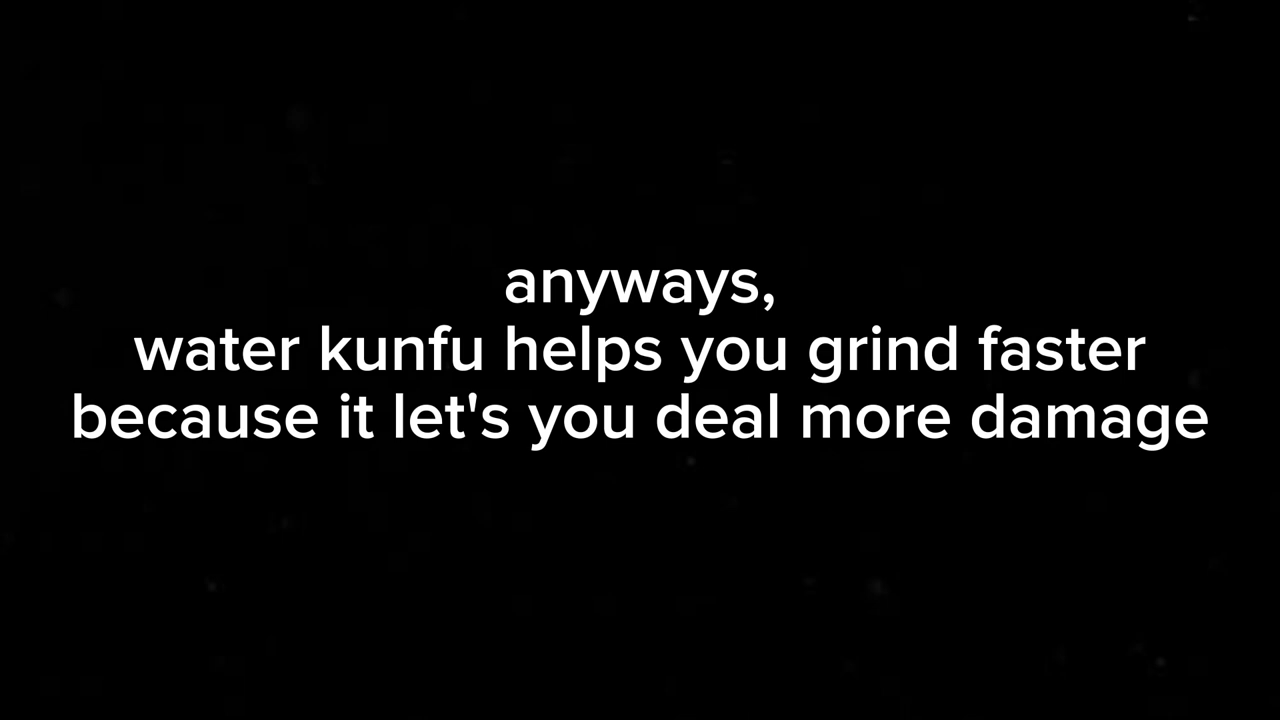 anyways,
water kunfu helps you grind faster
because it let's you deal more damage